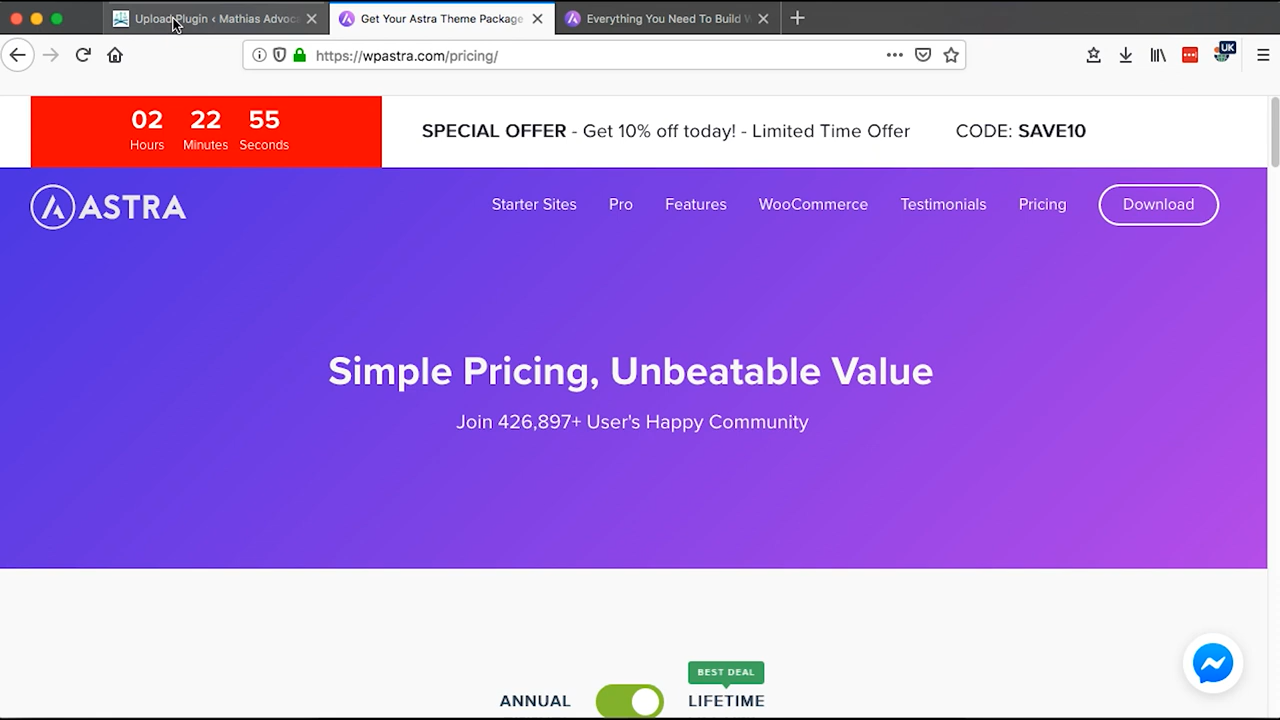 Upload Plugin ‹ Mathias Advoc
Get Your Astra Theme Package
Everything You Need To Build W
https://wpastra.com/pricing/
UK
02 22 55
Hours Minutes Seconds
SPECIAL OFFER - Get 10% off today! - Limited Time Offer
CODE: SAVE10
ASTRA
Starter Sites
Pro
Features
WooCommerce
Testimonials
Pricing
Download
Simple Pricing, Unbeatable Value
Join 426,897+ User's Happy Community
BEST DEAL
ANNUAL
LIFETIME